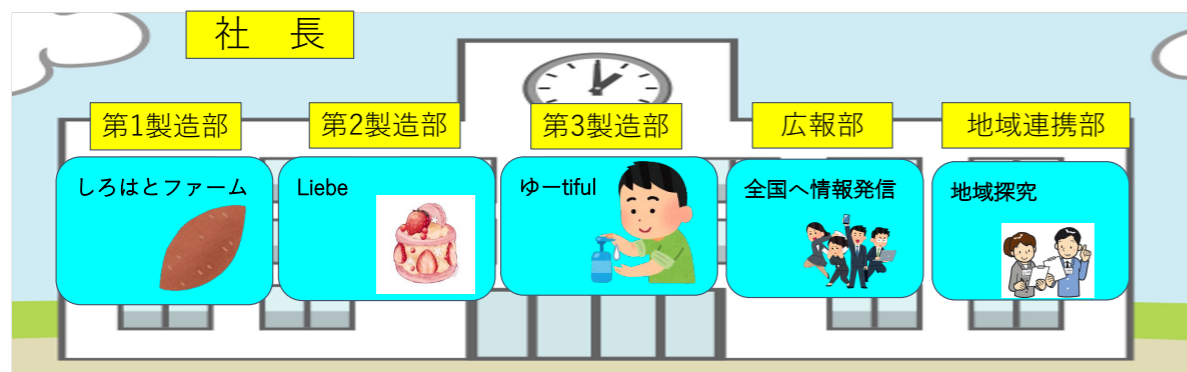 社　長
第1製造部
第2製造部
第3製造部
広報部
地域連携部
しろはとファーム
Liebe
ゆーtiful
全国へ情報発信
地域探究